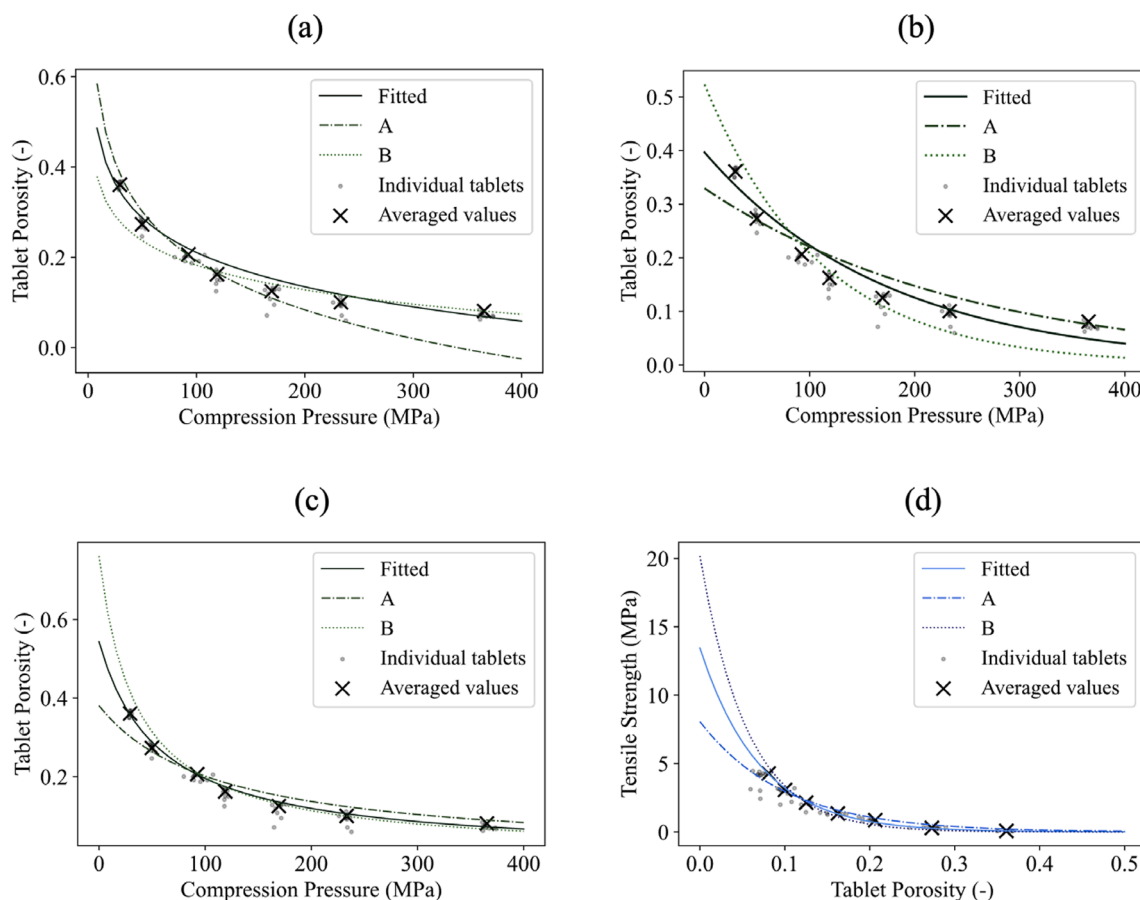 (a)
0.6
0.4
0.2
0.0
Tablet Porosity (-)
Fitted
A
B
Individual tablets
Averaged values
0
100
200
300
400
Compression Pressure (MPa)
(b)
0.5
0.4
0.3
0.2
0.1
0.0
Tablet Porosity (-)
Fitted
A
B
Individual tablets
Averaged values
0
100
200
300
400
Compression Pressure (MPa)
(c)
0.6
0.4
0.2
Tablet Porosity (-)
Fitted
A
B
Individual tablets
Averaged values
0
100
200
300
400
Compression Pressure (MPa)
(d)
20
15
10
5
0
Tensile Strength (MPa)
Fitted
A
B
Individual tablets
Averaged values
0.0
0.1
0.2
0.3
0.4
0.5
Tablet Porosity (-)